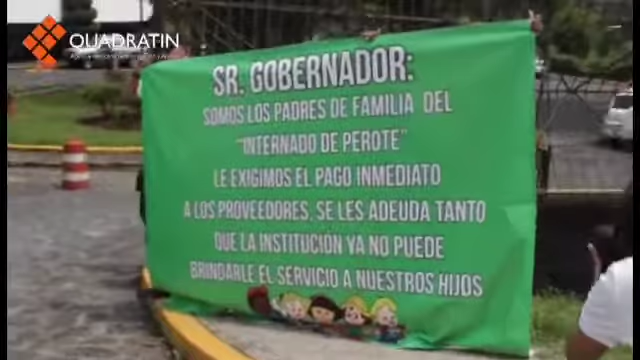 QUADRATIN
SR. GOBERNADOR:
SOMOS LOS PADRES DE FAMILIA DEL
"INTERNADO DE PEROTE"
LE EXIGIMOS EL PAGO INMEDIATO
A LOS PROVEEDORES, SE LES ADEUDA TANTO
QUE LA INSTITUCIÓN YA NO PUEDE
BRINDARLE EL SERVICIO A NUESTROS HIJOS